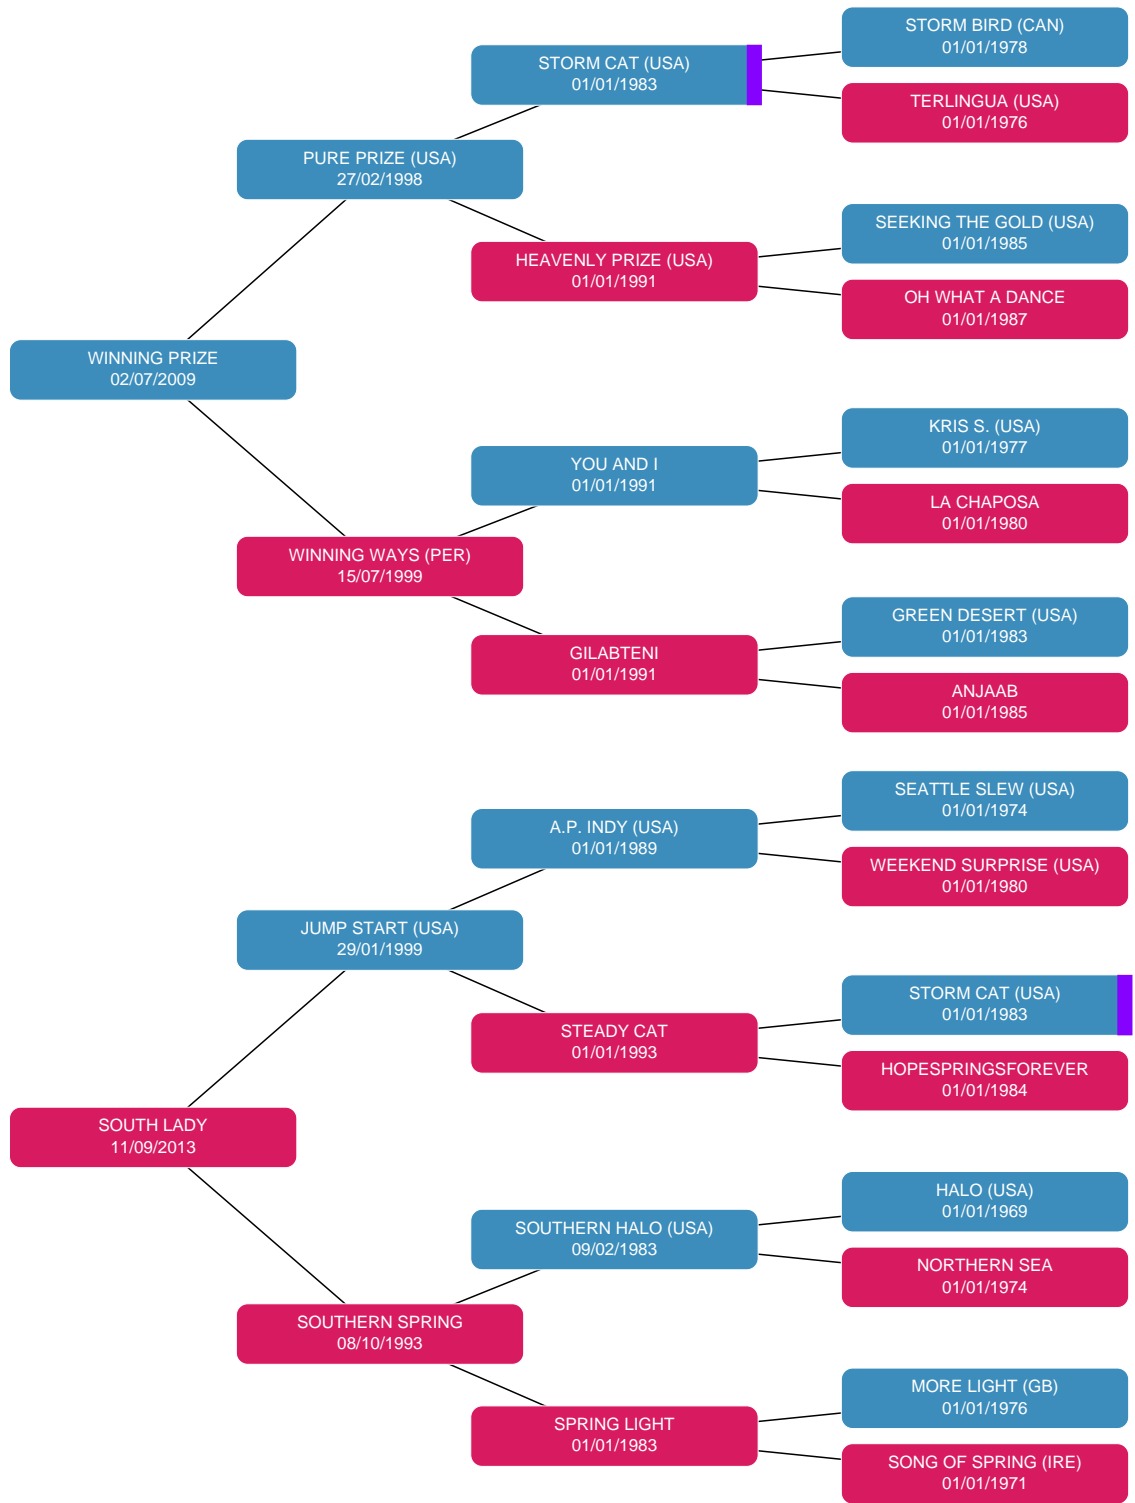 STORM BIRD (CAN)
01/01/1978
STORM CAT (USA)
01/01/1983
TERLINGUA (USA)
01/01/1976
PURE PRIZE (USA)
27/02/1998
SEEKING THE GOLD (USA)
01/01/1985
HEAVENLY PRIZE (USA)
01/01/1991
OH WHAT A DANCE
01/01/1987
WINNING PRIZE
02/07/2009
KRIS S. (USA)
01/01/1977
YOU AND I
01/01/1991
LA CHAPOSA
01/01/1980
WINNING WAYS (PER)
15/07/1999
GREEN DESERT (USA)
01/01/1983
GILABTENI
01/01/1991
ANJAAB
01/01/1985
SEATTLE SLEW (USA)
01/01/1974
A.P. INDY (USA)
01/01/1989
WEEKEND SURPRISE (USA)
01/01/1980
JUMP START (USA)
29/01/1999
STORM CAT (USA)
01/01/1983
STEADY CAT
01/01/1993
HOPESPRINGSFOREVER
01/01/1984
SOUTH LADY
11/09/2013
HALO (USA)
01/01/1969
SOUTHERN HALO (USA)
09/02/1983
NORTHERN SEA
01/01/1974
SOUTHERN SPRING
08/10/1993
MORE LIGHT (GB)
01/01/1976
SPRING LIGHT
01/01/1983
SONG OF SPRING (IRE)
01/01/1971